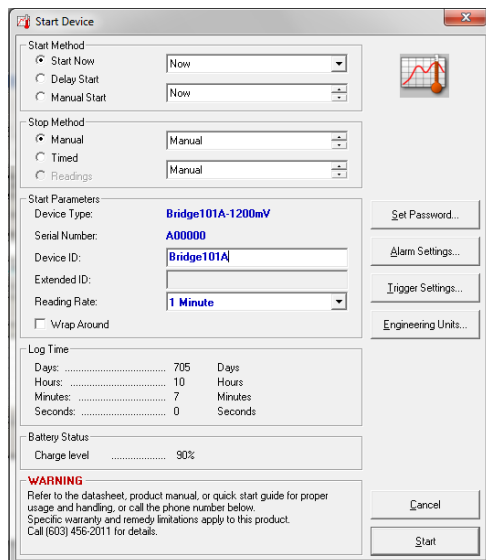 Start Device
Start Method
Start Now
Now
Delay Start
Manual Start
Now
Stop Method
Manual
Manual
Timed
Readings
Manual
Start Parameters
Device Type: Bridge101A-1200mV
Serial Number: A00000
Set Password...
Device ID: Bridge101A
Alarm Settings...
Extended ID:
Trigger Settings...
Reading Rate: 1 Minute
Wrap Around
Engineering Units...
Log Time
Days: .................................. 705 Days
Hours: ................................. 10 Hours
Minutes: .............................. 7 Minutes
Seconds: ............................. 0 Seconds
Battery Status
Charge level .................. 90%
WARNING
Refer to the datasheet, product manual, or quick start guide for proper
usage and handling, or call the phone number below.
Specific warranty and remedy limitations apply to this product.
Call (603) 456-2011 for details.
Cancel
Start